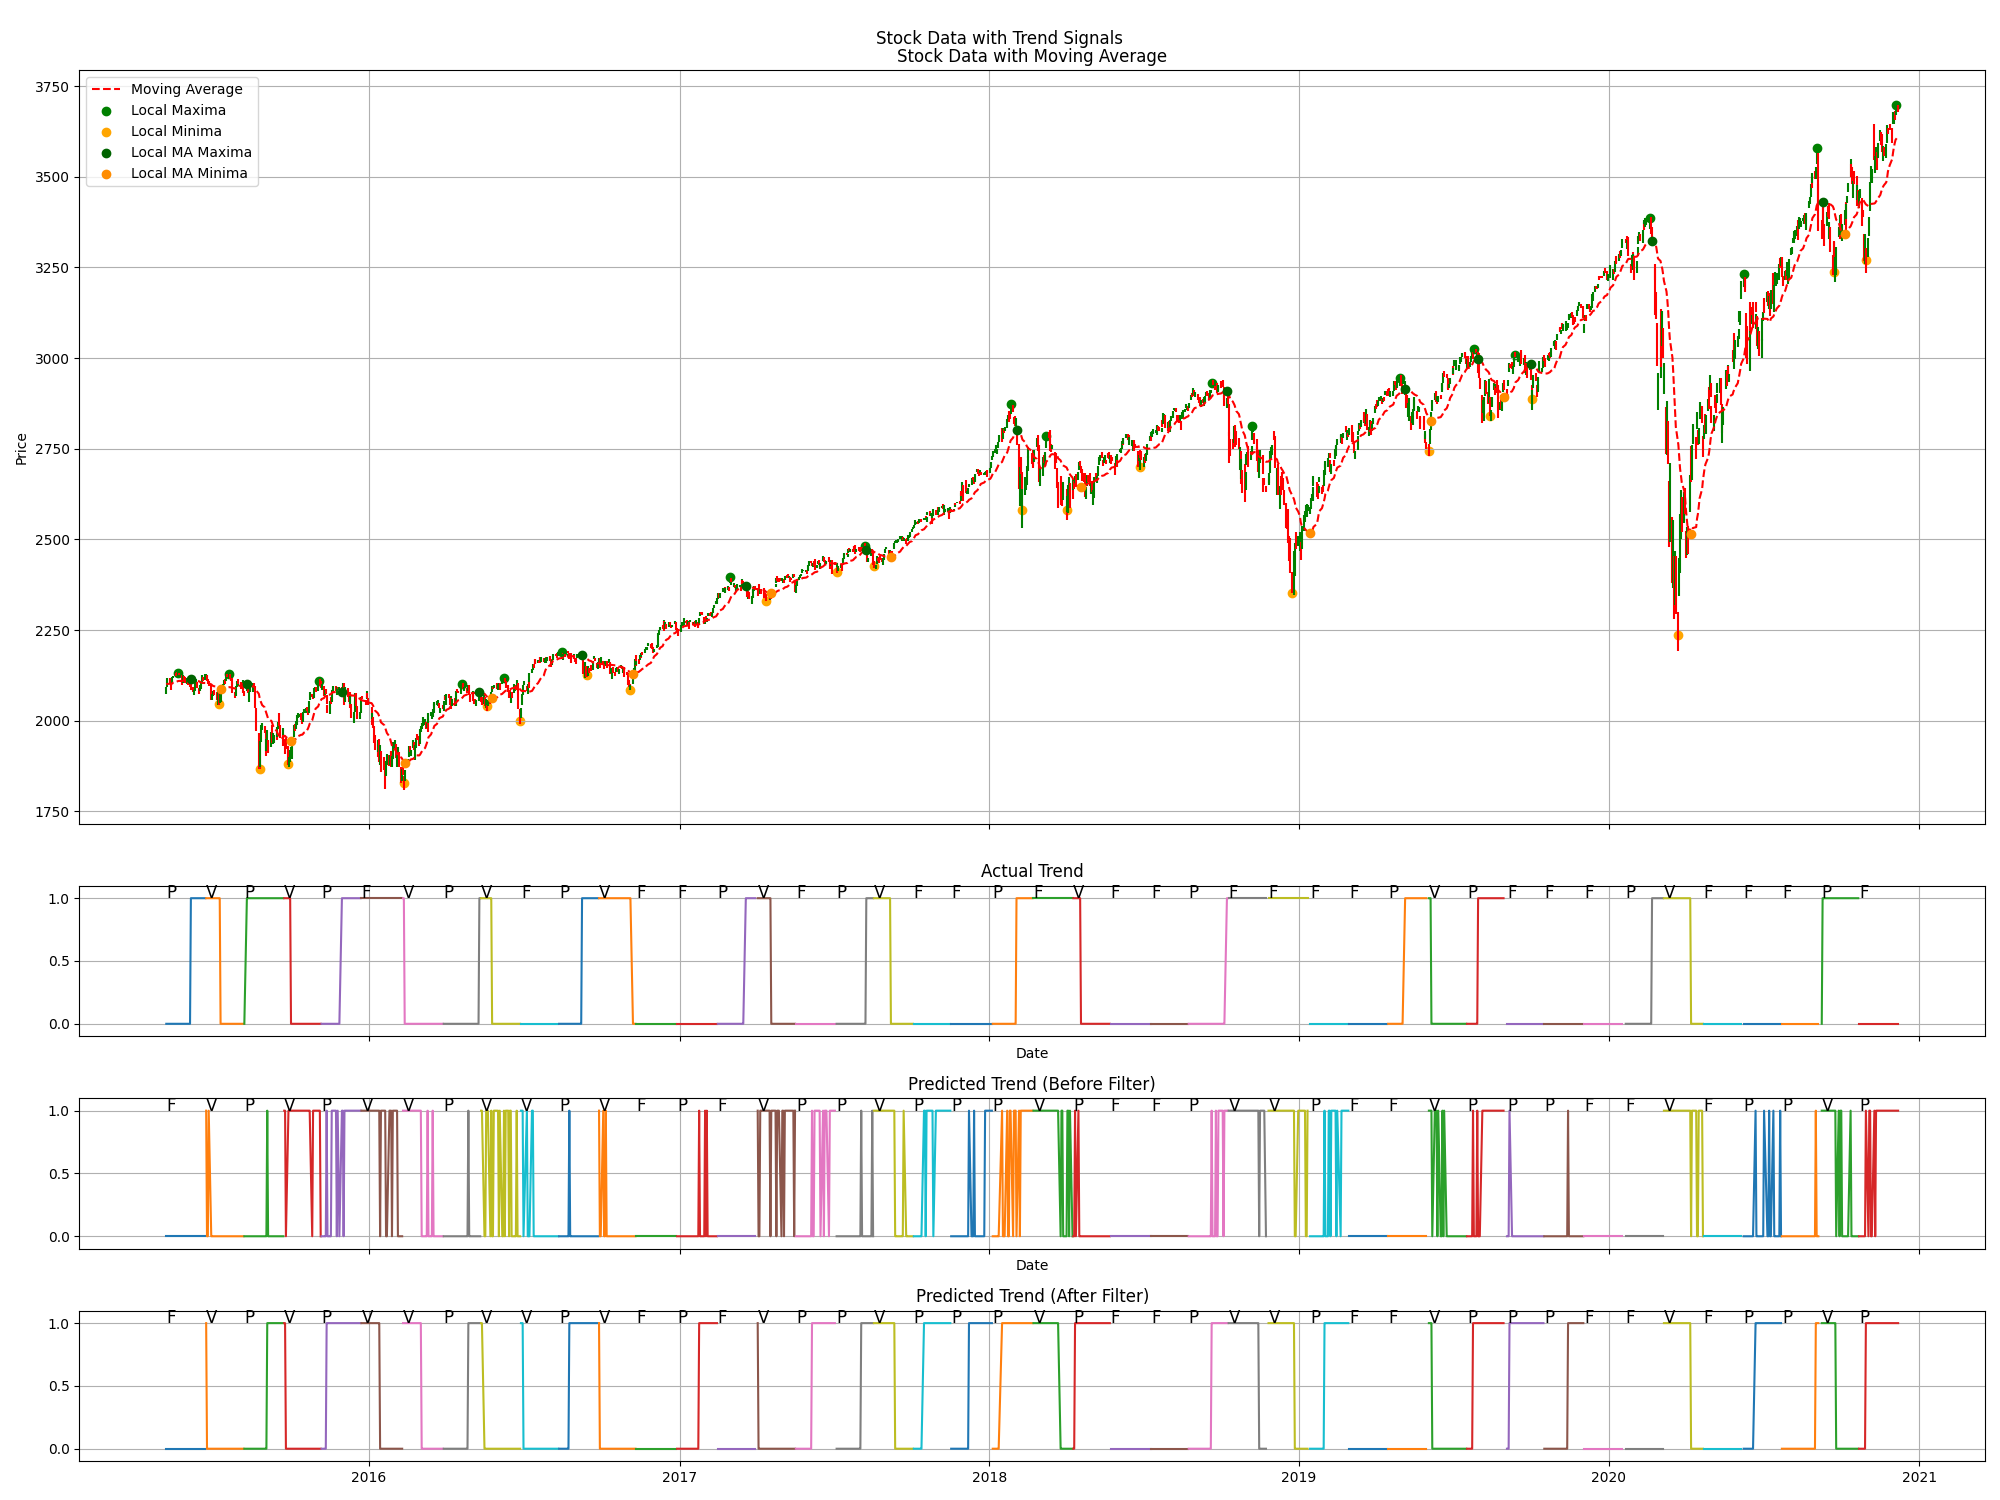 Stock Data with Trend Signals
Stock Data with Moving Average
Moving Average
Local Maxima
Local Minima
Local MA Maxima
Local MA Minima
3750
3500
3250
3000
2750
2500
2250
2000
1750
Price
Actual Trend
P V P V P F V P V F P V F F P V F P V F F P F V F F P F F F F P V P F F F P V F F F P F
1.0
0.5
0.0
Date
Predicted Trend (Before Filter)
F V P V P V V P V V P V F P F V P P V P P P V P F F P V V P F F V P P P F F V F P P V P
1.0
0.5
0.0
Date
Predicted Trend (After Filter)
F V P V P V V P V V P V F P F V P P V P P P V P F F P V V P F F V P P P F F V F P P V P
1.0
0.5
0.0
2016 2017 2018 2019 2020 2021